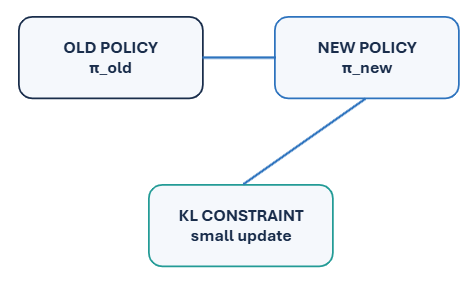 OLD POLICY
π_old
NEW POLICY
π_new
KL CONSTRAINT
small update